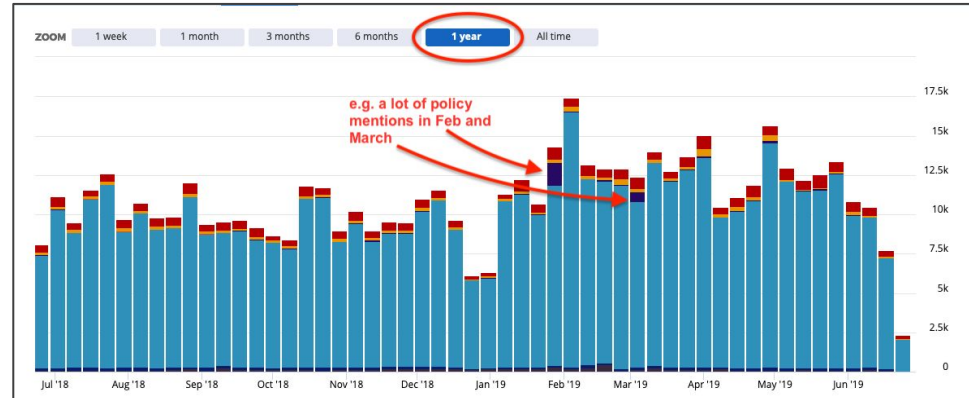 ZOOM 1 week 1 month 3 months 6 months 1 year All time
17.5k
e.g. a lot of policy
mentions in Feb and
March
15k
12.5k
10k
7.5k
5k
2.5k
0
Jul '18 Aug '18 Sep '18 Oct '18 Nov '18 Dec '18 Jan '19 Feb '19 Mar '19 Apr '19 May '19 Jun '19